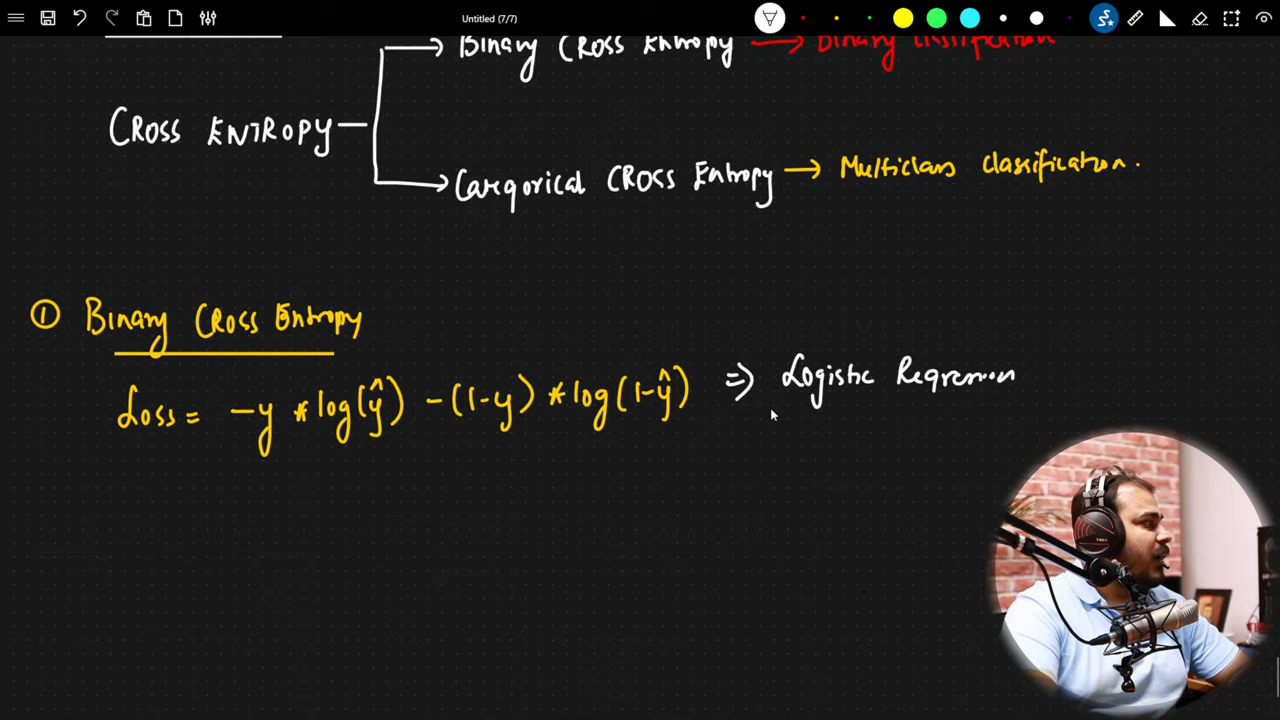 Untitled (7/7)
Binary Cross Entropy → Binary Classification
CROSS ENTROPY
Categorical CROSS Entropy → Multiclass Classification.
① Binary Cross Entropy
Loss = -y * log(ŷ) - (1-y) * log(1-ŷ) ⇒ Logistic Regression